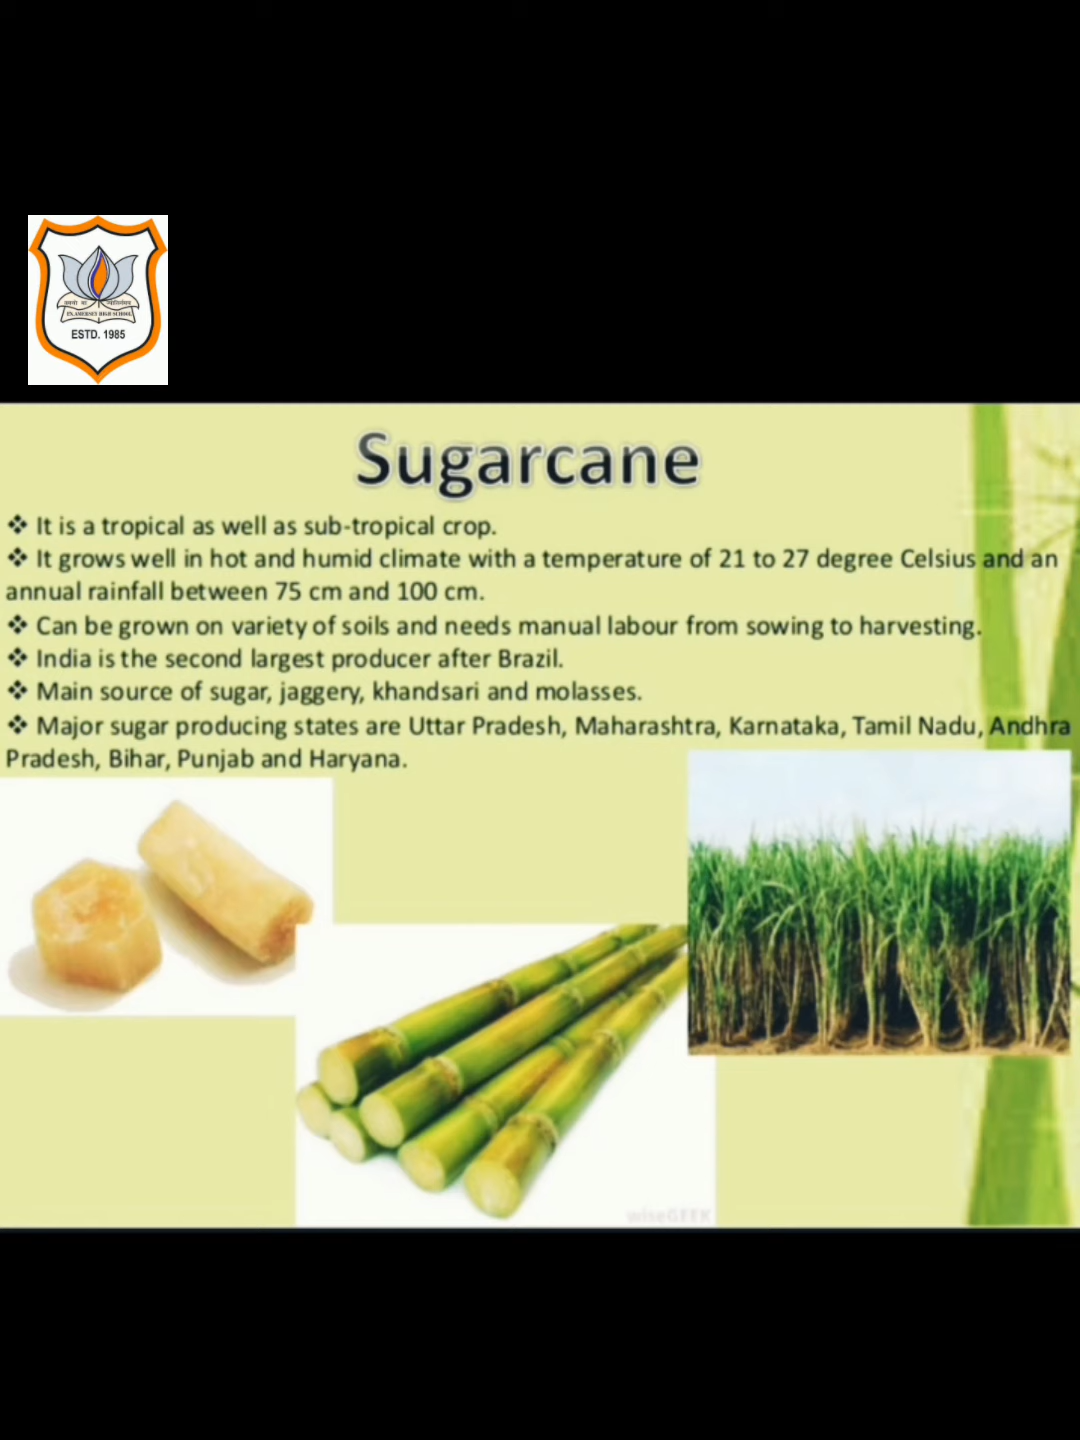 ESTD. 1985
Sugarcane
❖ It is a tropical as well as sub-tropical crop.
❖ It grows well in hot and humid climate with a temperature of 21 to 27 degree Celsius and an
annual rainfall between 75 cm and 100 cm.
❖ Can be grown on variety of soils and needs manual labour from sowing to harvesting.
❖ India is the second largest producer after Brazil.
❖ Main source of sugar, jaggery, khandsari and molasses.
❖ Major sugar producing states are Uttar Pradesh, Maharashtra, Karnataka, Tamil Nadu, Andhra
Pradesh, Bihar, Punjab and Haryana.
wiseGEEK